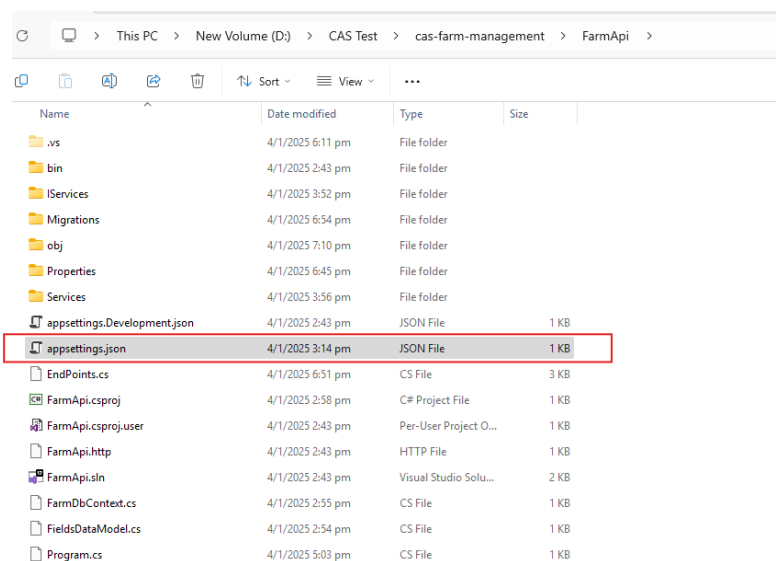 This PC > New Volume (D:) > CAS Test > cas-farm-management > FarmApi >
Sort View ...
Name Date modified Type Size
.vs 4/1/2025 6:11 pm File folder
bin 4/1/2025 2:43 pm File folder
IServices 4/1/2025 3:52 pm File folder
Migrations 4/1/2025 6:54 pm File folder
obj 4/1/2025 7:10 pm File folder
Properties 4/1/2025 6:45 pm File folder
Services 4/1/2025 3:56 pm File folder
appsettings.Development.json 4/1/2025 2:43 pm JSON File 1 KB
appsettings.json 4/1/2025 3:14 pm JSON File 1 KB
EndPoints.cs 4/1/2025 6:51 pm CS File 3 KB
FarmApi.csproj 4/1/2025 2:58 pm C# Project File 1 KB
FarmApi.csproj.user 4/1/2025 2:43 pm Per-User Project O... 1 KB
FarmApi.http 4/1/2025 2:43 pm HTTP File 1 KB
FarmApi.sln 4/1/2025 2:43 pm Visual Studio Solu... 2 KB
FarmDbContext.cs 4/1/2025 2:55 pm CS File 1 KB
FieldsDataModel.cs 4/1/2025 2:54 pm CS File 1 KB
Program.cs 4/1/2025 5:03 pm CS File 1 KB